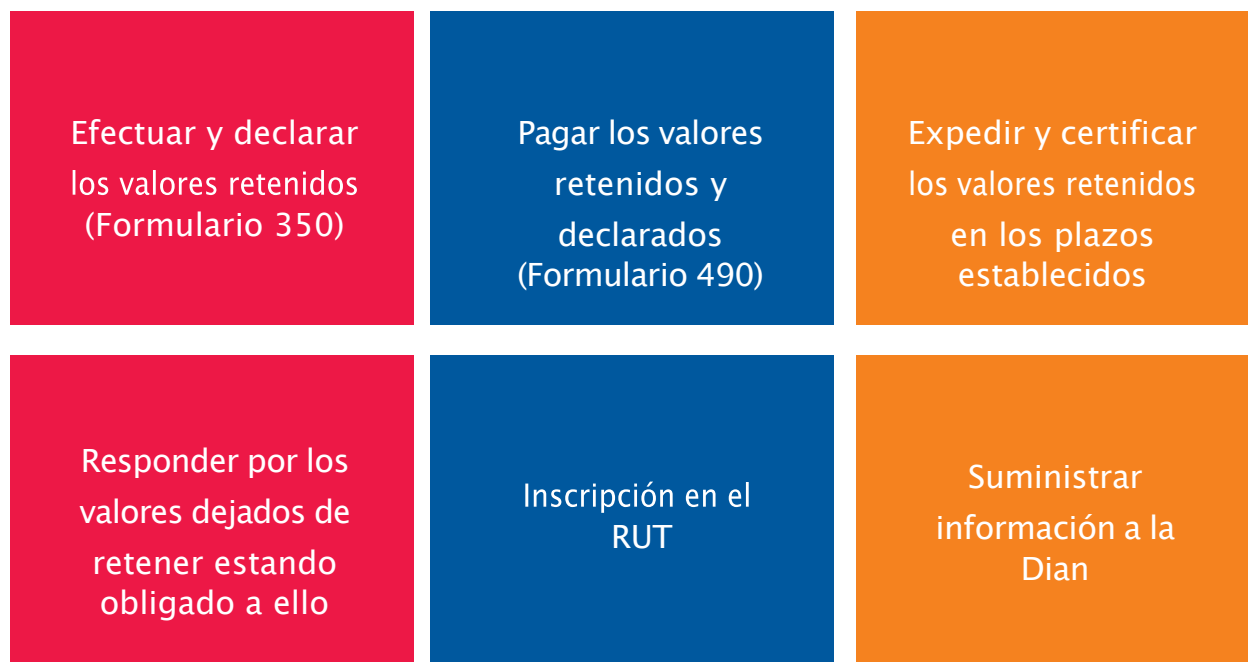 Efectuar y declarar
los valores retenidos
(Formulario 350)
Pagar los valores
retenidos y
declarados
(Formulario 490)
Expedir y certificar
los valores retenidos
en los plazos
establecidos
Responder por los
valores dejados de
retener estando
obligado a ello
Inscripción en el
RUT
Suministrar
información a la
Dian